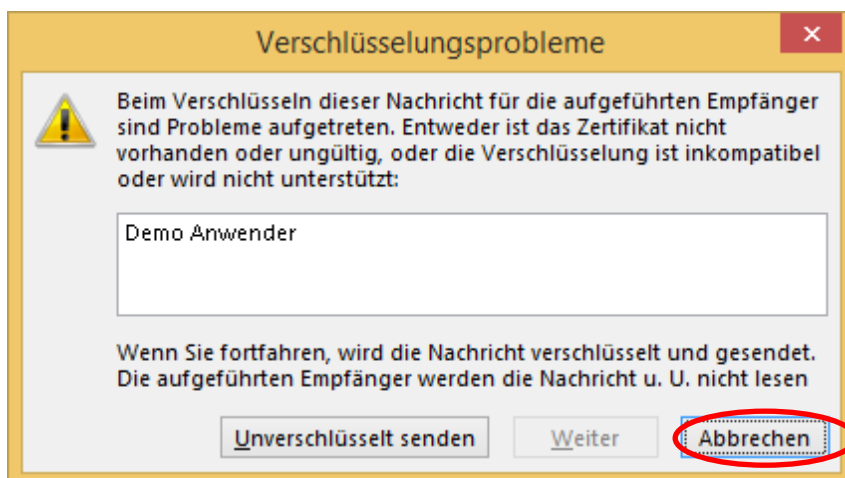 Verschlüsselungsprobleme
Beim Verschlüsseln dieser Nachricht für die aufgeführten Empfänger
sind Probleme aufgetreten. Entweder ist das Zertifikat nicht
vorhanden oder ungültig, oder die Verschlüsselung ist inkompatibel
oder wird nicht unterstützt:
Demo Anwender
Wenn Sie fortfahren, wird die Nachricht verschlüsselt und gesendet.
Die aufgeführten Empfänger werden die Nachricht u. U. nicht lesen
Unverschlüsselt senden Weiter Abbrechen